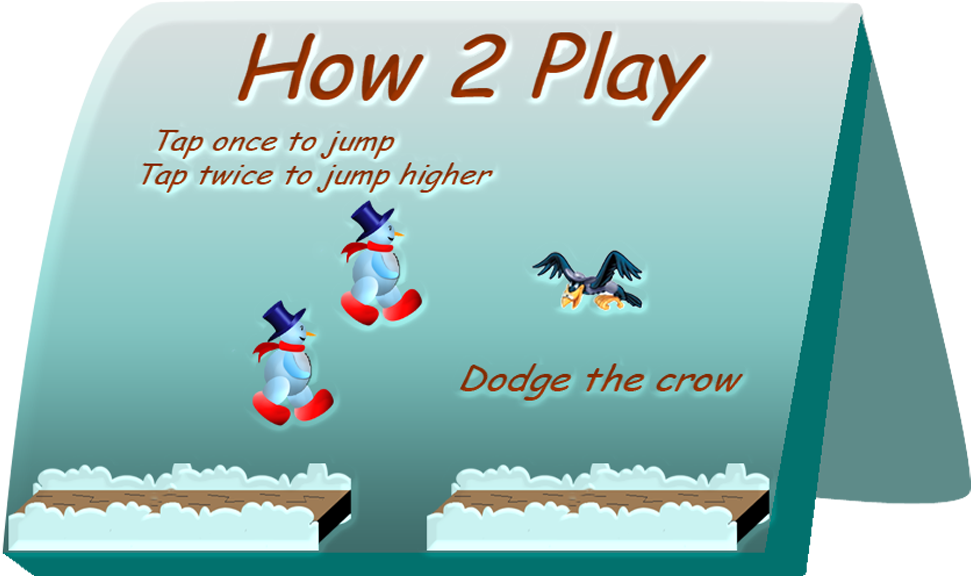 How 2 Play
Tap once to jump
Tap twice to jump higher
Dodge the crow